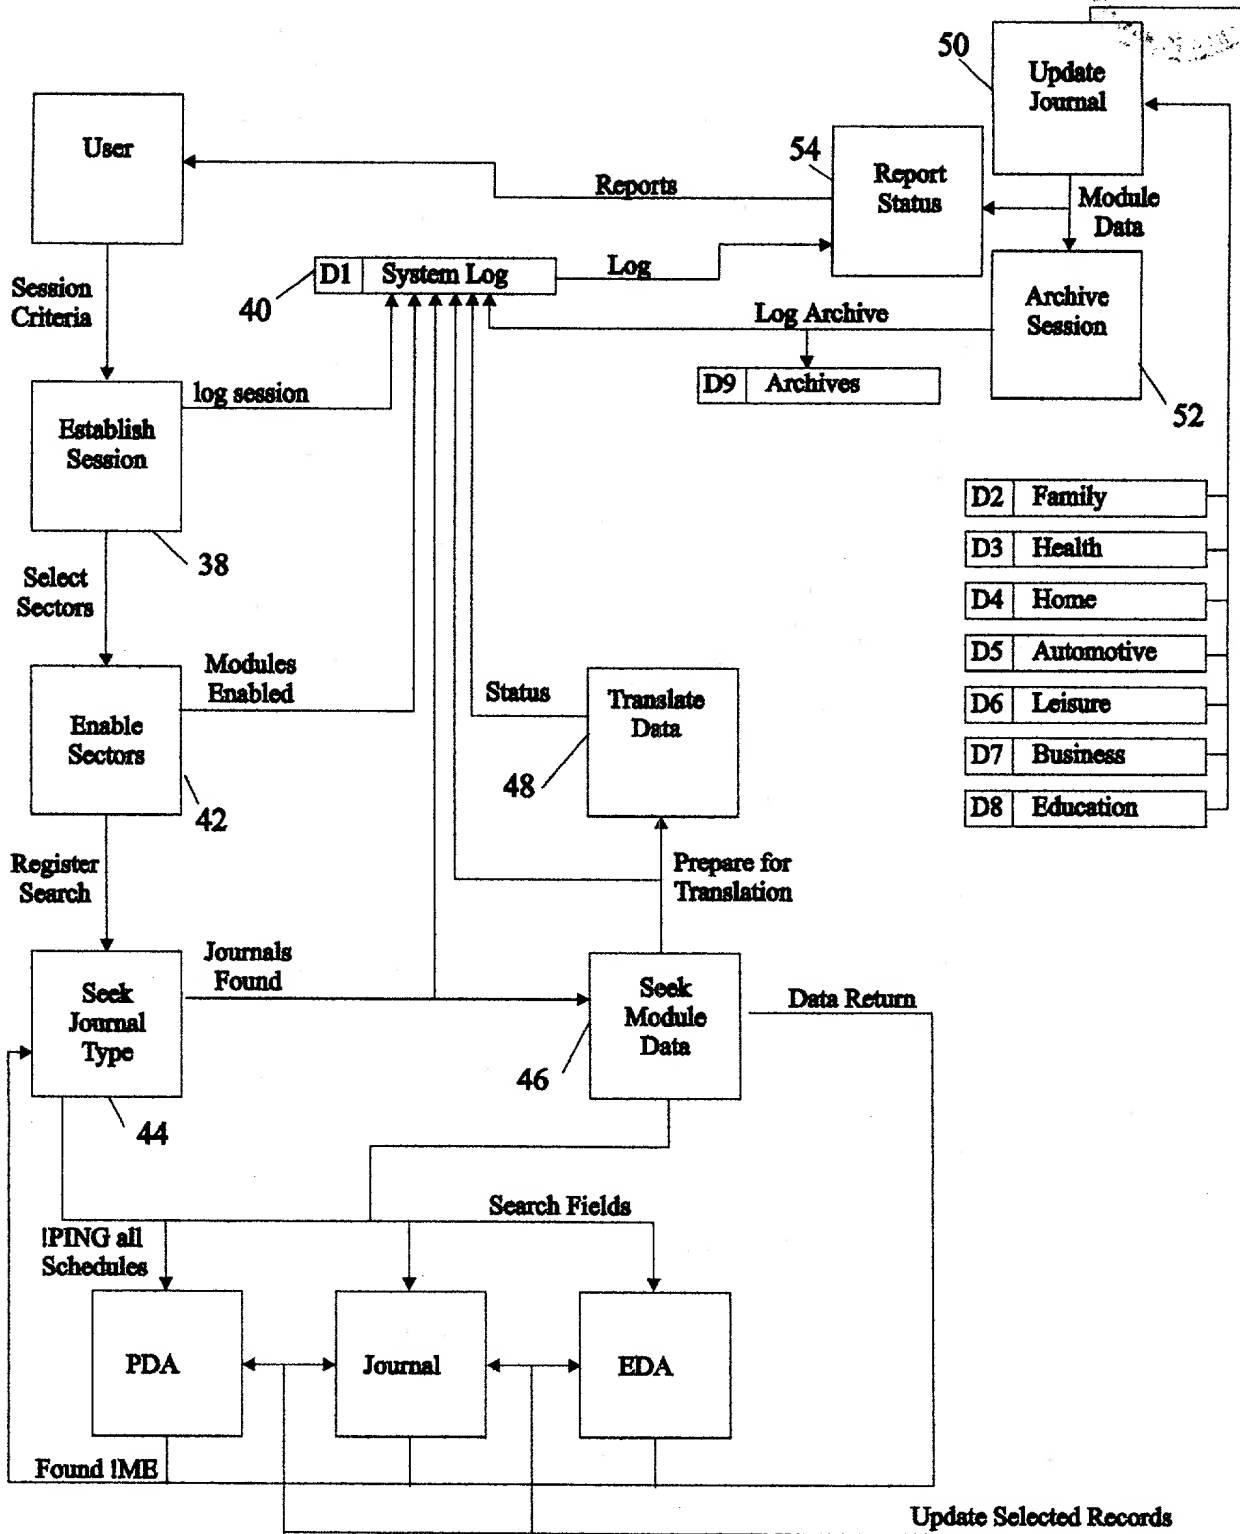 50
Update
Journal
User
54
Report
Status
Reports
Module
Data
D1 System Log
Log
40
Session
Criteria
Archive
Session
Log Archive
D9 Archives
52
log session
Establish
Session
38
Select
Sectors
D2 Family
D3 Health
D4 Home
D5 Automotive
D6 Leisure
D7 Business
D8 Education
Modules
Enabled
Status
Translate
Data
48
Enable
Sectors
42
Register
Search
Prepare for
Translation
Journals
Found
Seek
Journal
Type
44
Seek
Module
Data
46
Data Return
Search Fields
!PING all
Schedules
PDA
Journal
EDA
Found !ME
Update Selected Records